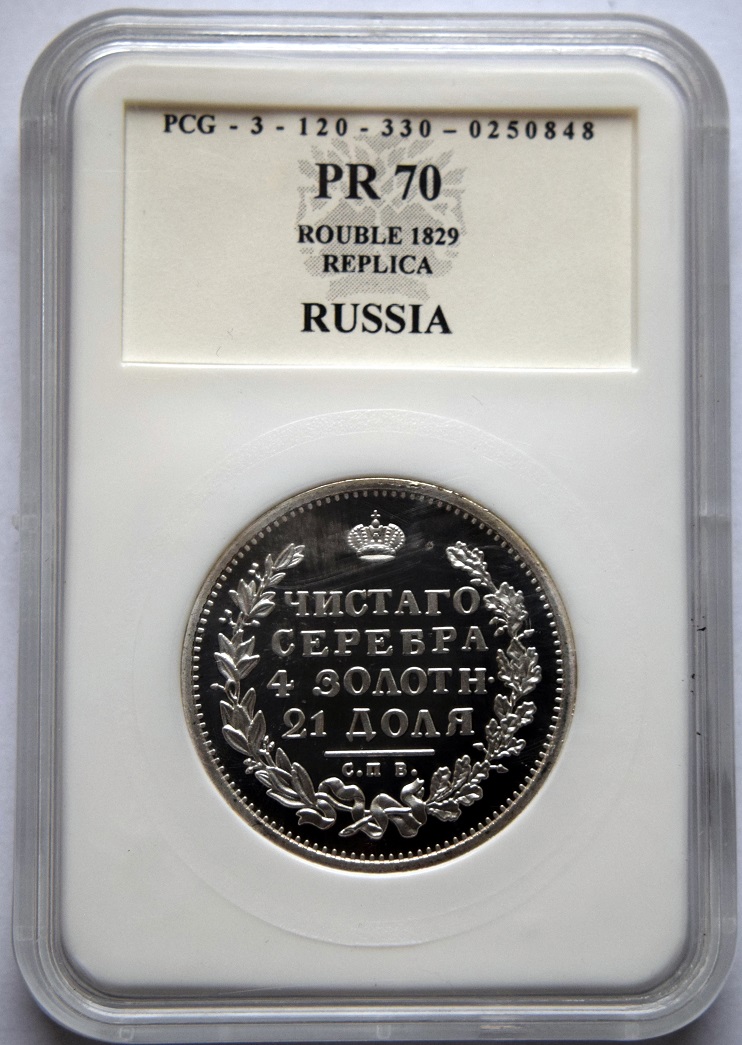 PCG - 3 - 120 - 330 - 0250848
PR 70
ROUBLE 1829
REPLICA
RUSSIA
ЧИСТАГО
СЕРЕБРА
4 ЗОЛОТН.
21 ДОЛЯ
С.П Б.